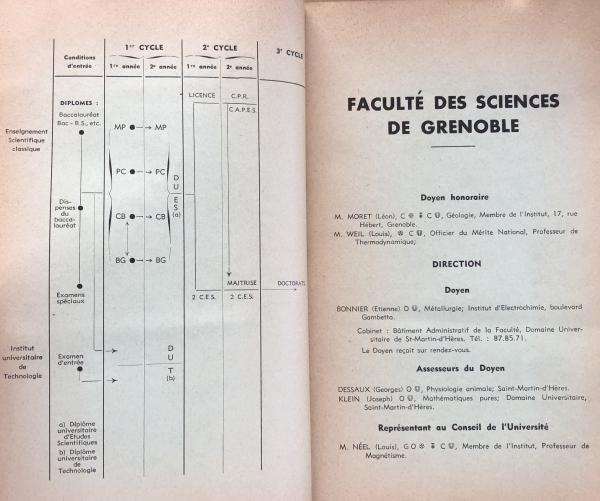 1er CYCLE
2e CYCLE
3e CYCLE
Conditions
d'entrée
1re année
2e année
1re année
2e année
LICENCE
C.P.R.
C.A.P.E.S.
DIPLOMES :
Baccalauréat
Bac - B.S., etc.
Enseignement
Scientifique
classique
MP
MP
PC
PC
D
U
E
S
(a)
Dis-
penses
du
bacca-
lauréat
CB
CB
BG
BG
MAITRISE
DOCTORATS
Examens
spéciaux
2 C.E.S.
2 C.E.S.
Institut
universitaire
de
Technologie
Examen
d'entrée
D
U
T
(b)
a) Diplôme
universitaire
d'Etudes
Scientifiques
b) Diplôme
universitaire
de
Technologie
FACULTÉ DES SCIENCES
DE GRENOBLE
Doyen honoraire
M. MORET (Léon), C C, Géologie, Membre de l'Institut, 17, rue
Hébert, Grenoble.
M. WEIL (Louis), C, Officier du Mérite National, Professeur de
Thermodynamique;
DIRECTION
Doyen
BONNIER (Etienne) O, Métallurgie; Institut d'Electrochimie, boulevard
Gambetta.
Cabinet : Bâtiment Administratif de la Faculté, Domaine Univer-
sitaire de St-Martin-d'Hères. Tél. : 87.85.71.
Le Doyen reçoit sur rendez-vous.
Assesseurs du Doyen
DESSAUX (Georges) O, Physiologie animale; Saint-Martin-d'Hères.
KLEIN (Joseph) O, Mathématiques pures; Domaine Universitaire,
Saint-Martin-d'Hères.
Représentant au Conseil de l'Université
M. NÉEL (Louis), G O C, Membre de l'Institut, Professeur de
Magnétisme.